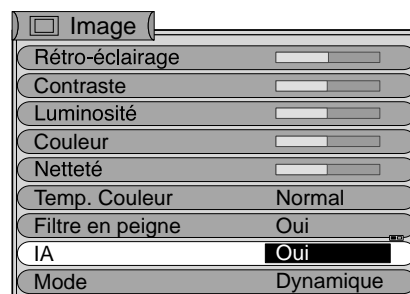 Image
Rétro-éclairage
Contraste
Luminosité
Couleur
Netteté
Temp. Couleur Normal
Filtre en peigne Oui
IA Oui
Mode Dynamique